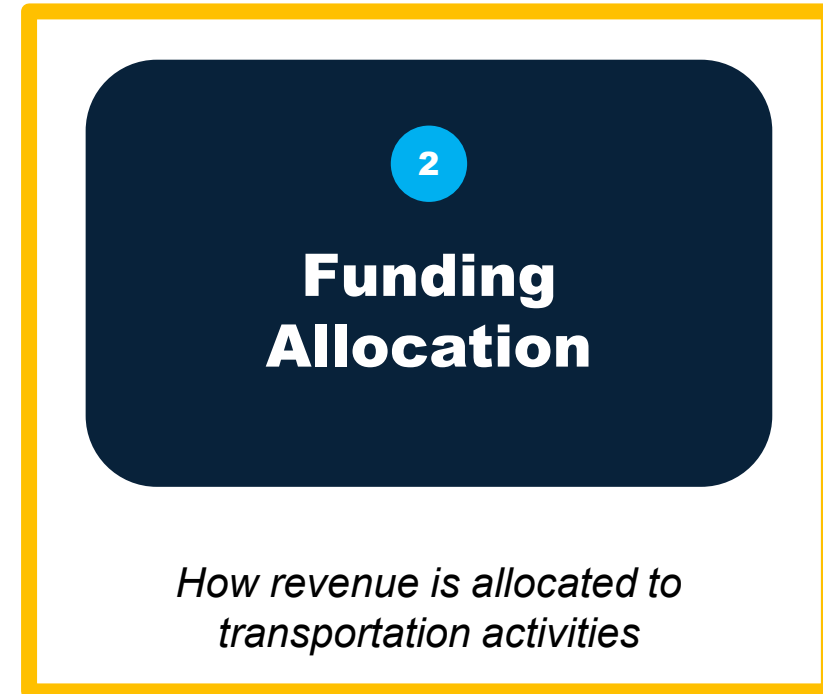 2
Funding
Allocation
How revenue is allocated to
transportation activities